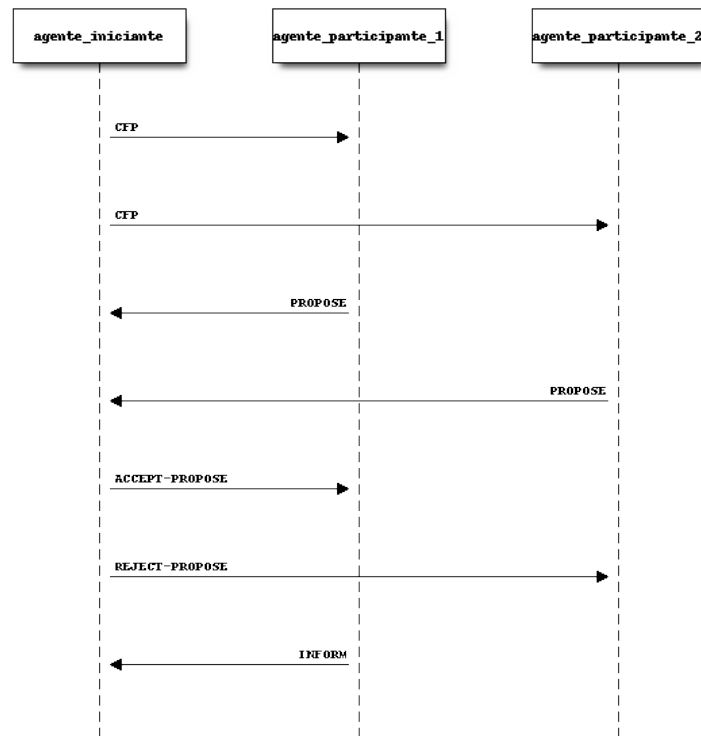 agente_iniciante
agente_participante_1
agente_participante_2
CFP
CFP
PROPOSE
PROPOSE
ACCEPT-PROPOSE
REJECT-PROPOSE
INFORM